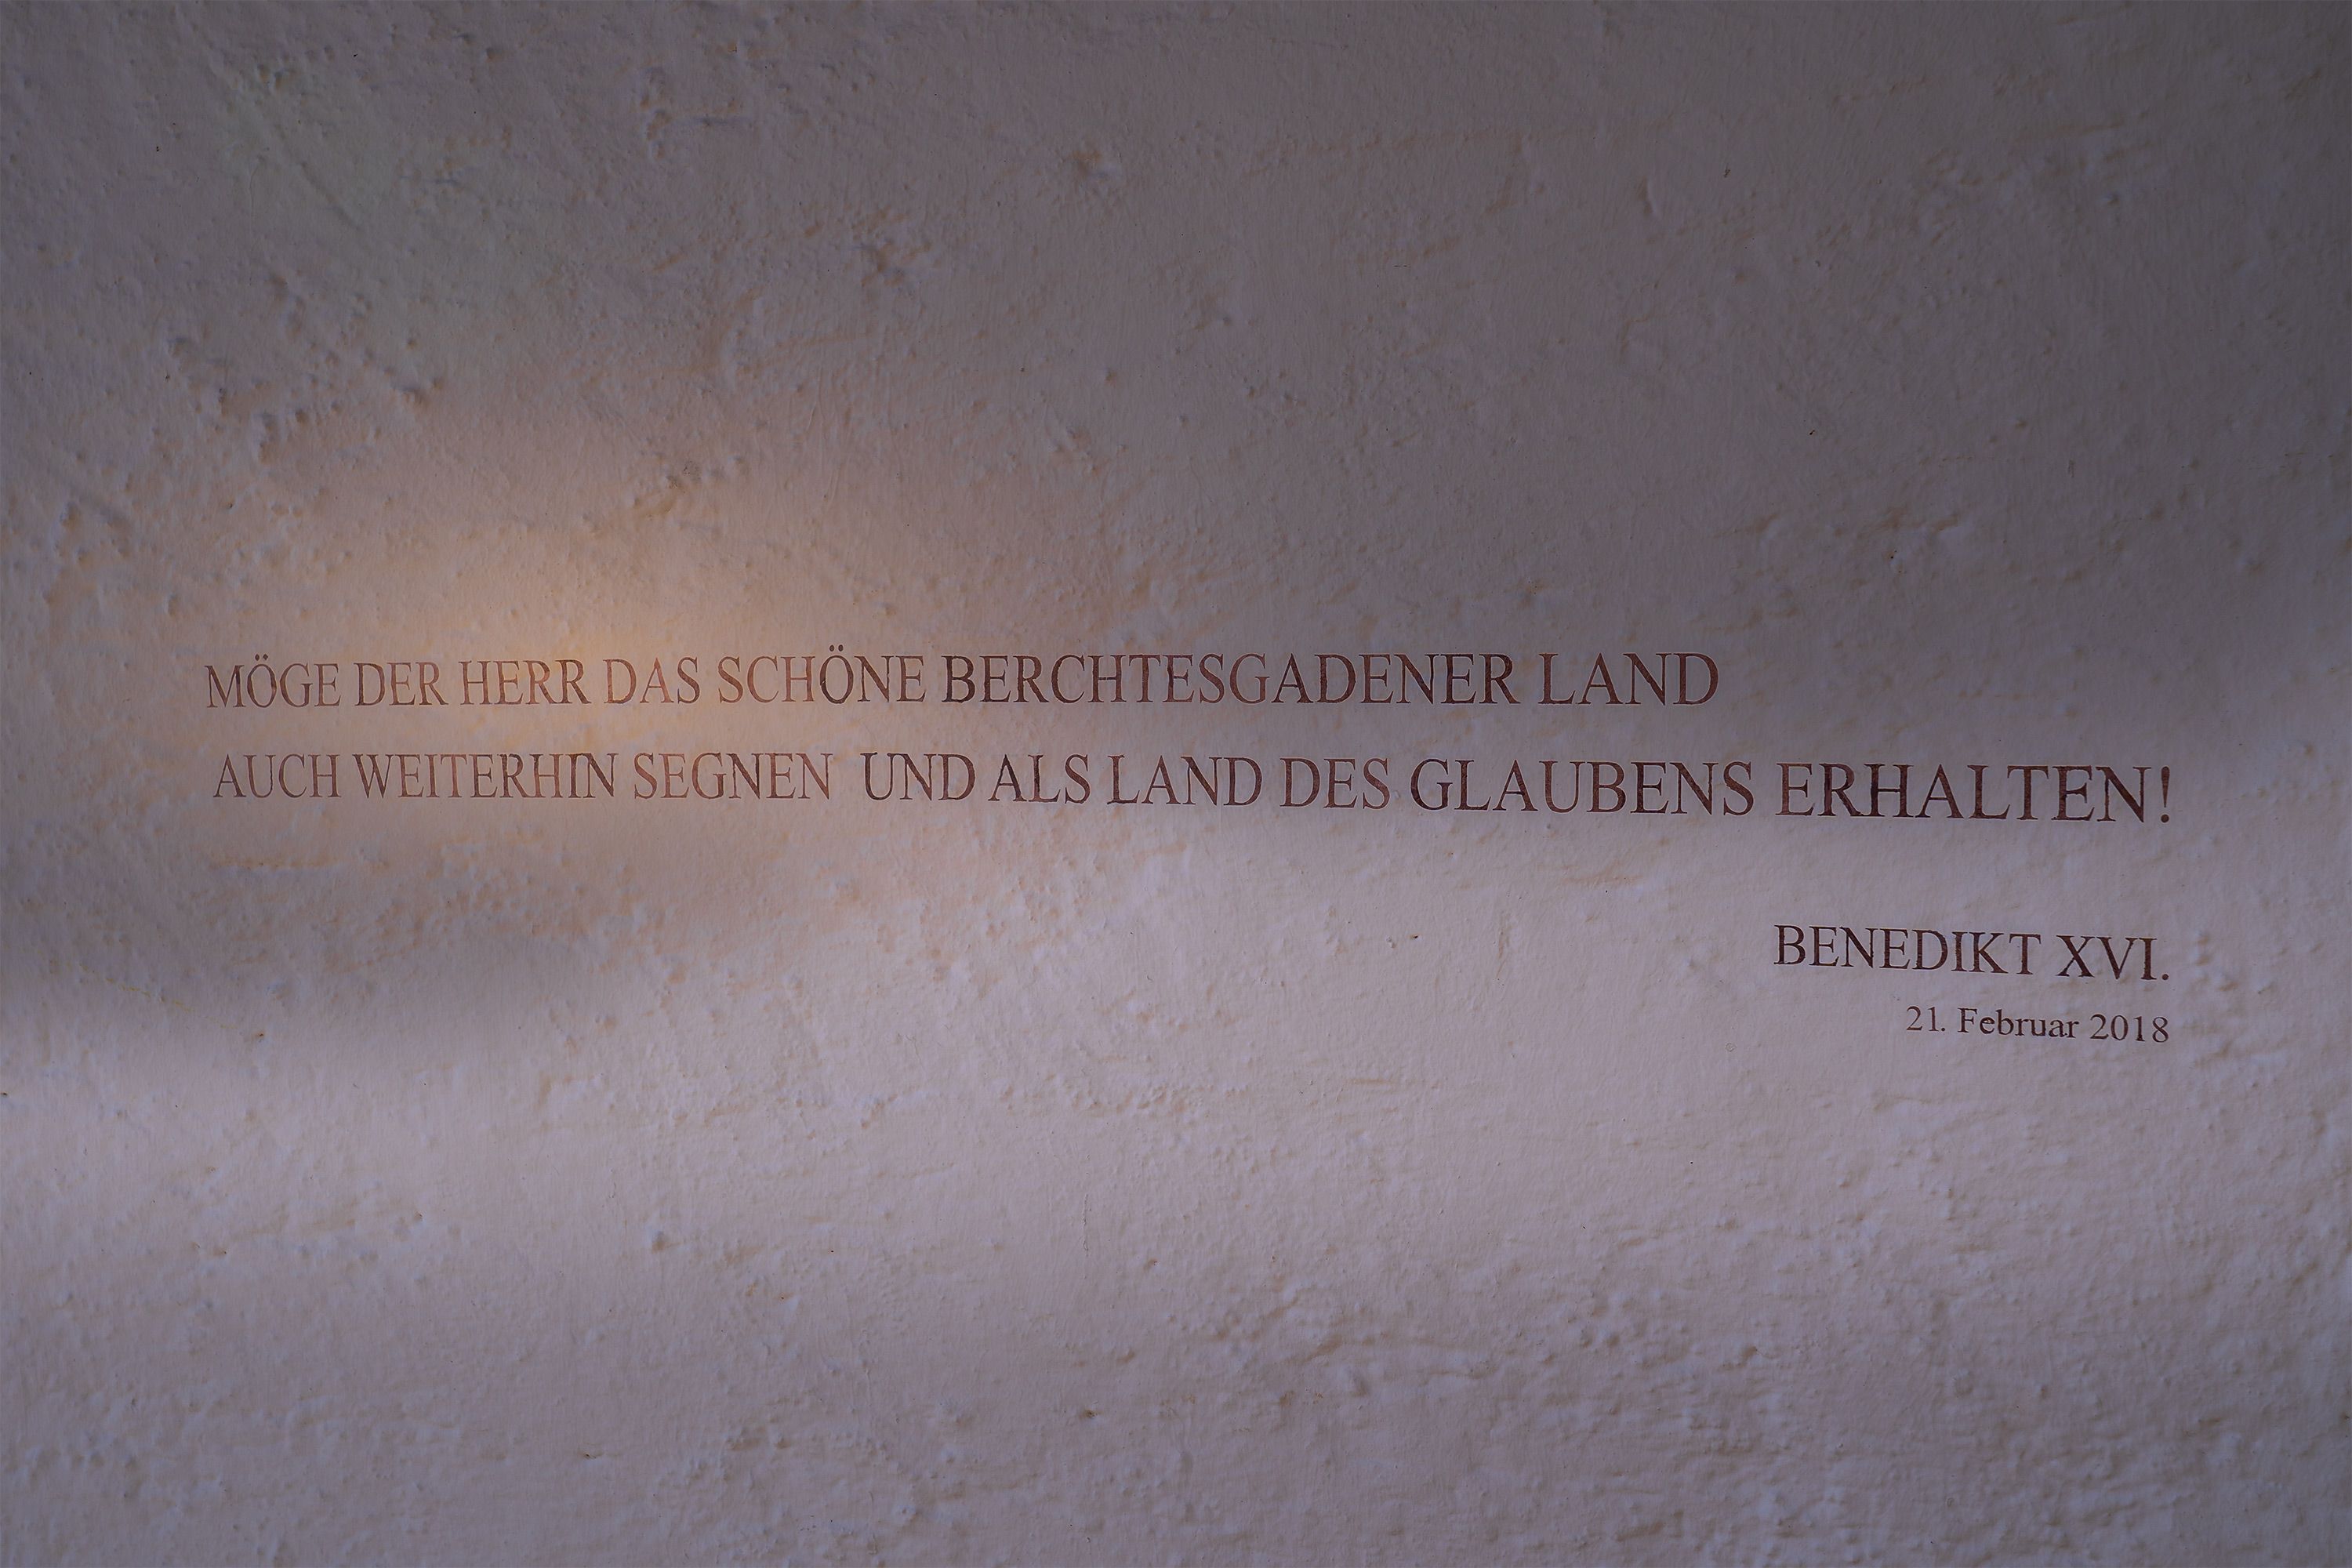 MÖGE DER HERR DAS SCHÖNE BERCHTESGADENER LAND
AUCH WEITERHIN SEGNEN UND ALS LAND DES GLAUBENS ERHALTEN!
BENEDIKT XVI.
21. Februar 2018